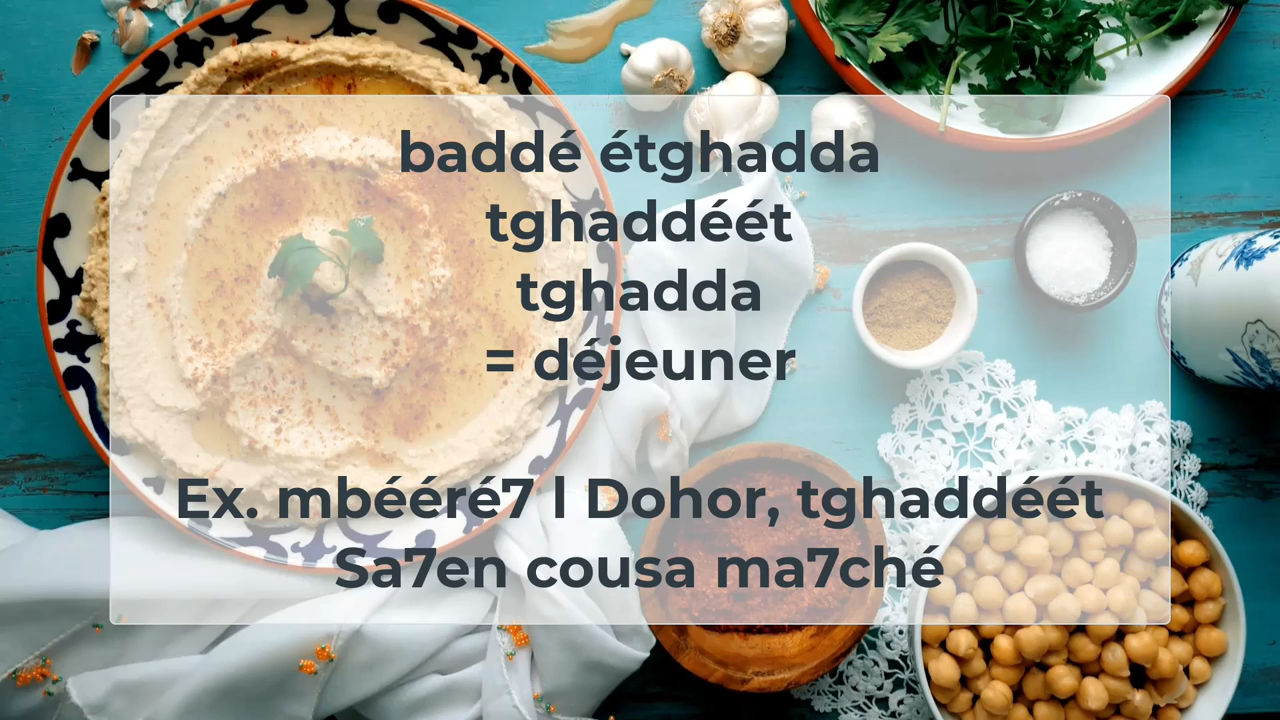 baddé étghadda
tghaddéét
tghadda
= déjeuner
Ex. mbééré7 l Dohor, tghaddéét
Sa7en cousa ma7ché